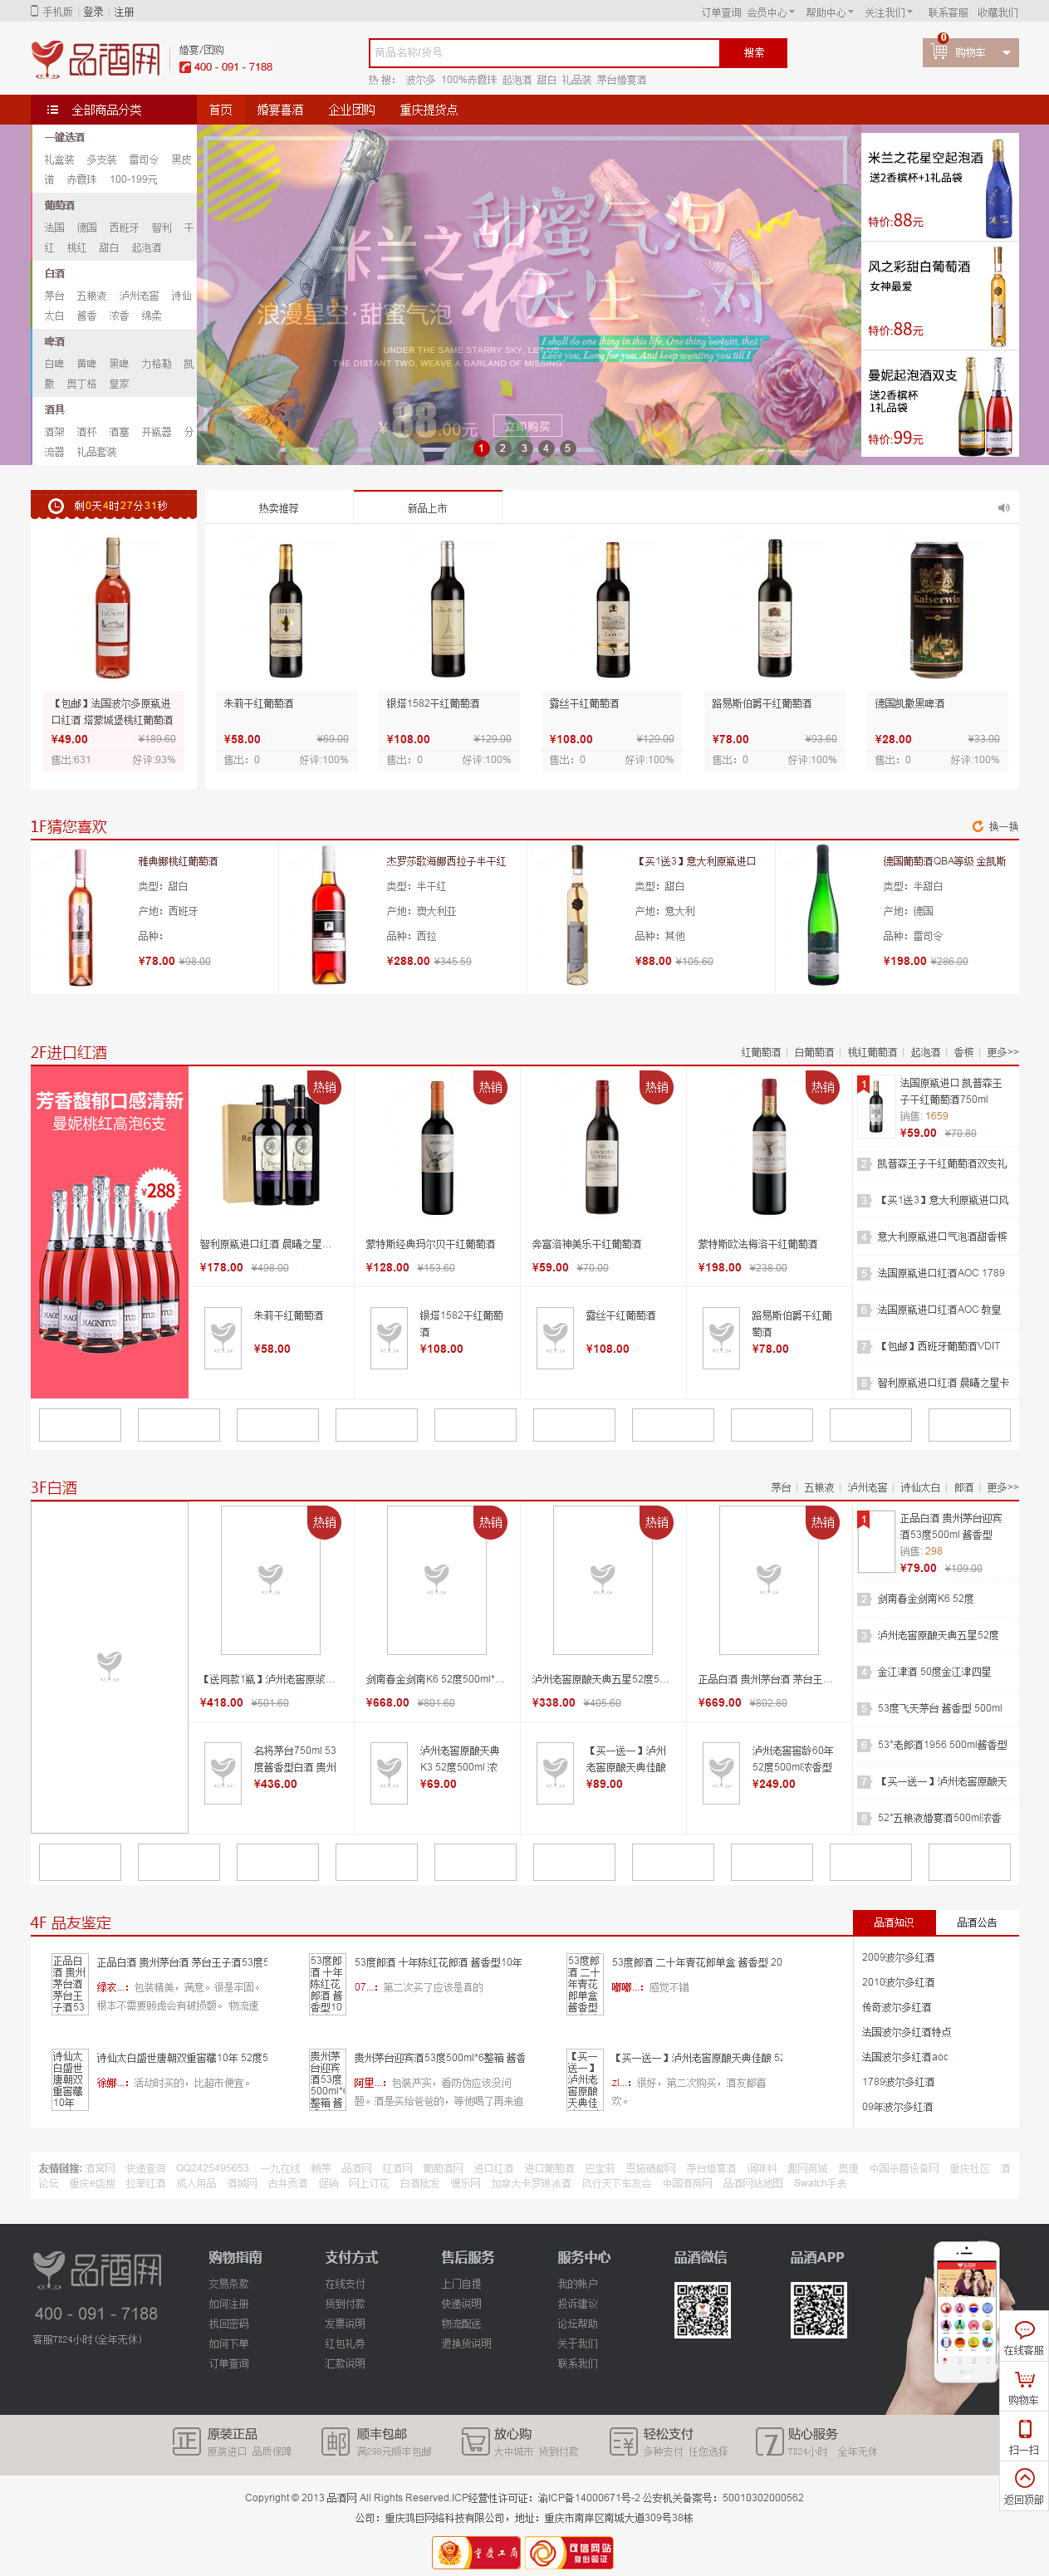 手机版 | 登录 | 注册
订单查询 会员中心 帮助中心 关注我们 联系客服 收藏我们
品酒网
婚宴/团购
400 - 091 - 7188
商品名称/货号
搜索
0
购物车
热 搜： 波尔多 100%赤霞珠 起泡酒 甜白 礼品装 茅台婚宴酒
全部商品分类 首页 婚宴喜酒 企业团购 重庆提货点
一键选酒
礼盒装 多支装 雷司令 黑皮
诺 赤霞珠 100-199元
葡萄酒
法国 德国 西班牙 智利 干
红 桃红 甜白 起泡酒
白酒
茅台 五粮液 泸州老窖 诗仙
太白 酱香 浓香 绵柔
啤酒
白啤 黄啤 黑啤 力格勒 凯
撒 奥丁格 皇家
酒具
酒架 酒杯 酒塞 开瓶器 分
流器 礼品套装
甜蜜气泡
米兰之花
天生一对
浪漫星空·甜蜜气泡
UNDER THE SAME STARRY SKY, LET US
THE DISTANT TWO, WEAVE A GARLAND OF MISSING:
¥88.00元
立即购买
1 2 3 4 5
米兰之花星空起泡酒
送2香槟杯+1礼品袋
特价:88元
风之彩甜白葡萄酒
女神最爱
特价:88元
曼妮起泡酒双支
送2香槟杯
1礼品袋
特价:99元
剩0天4时27分31秒
热卖推荐 新品上市
【包邮】法国波尔多原瓶进
口红酒 塔蒙城堡桃红葡萄酒
¥49.00 ¥189.60
售出:631 好评:93%
朱莉干红葡萄酒
¥58.00 ¥69.00
售出：0 好评:100%
银塔1582干红葡萄酒
¥108.00 ¥129.00
售出：0 好评:100%
露丝干红葡萄酒
¥108.00 ¥129.00
售出：0 好评:100%
路易斯伯爵干红葡萄酒
¥78.00 ¥93.60
售出：0 好评:100%
Kaiserwin
德国凯撒黑啤酒
¥28.00 ¥33.00
售出：0 好评:100%
1F猜您喜欢
换一换
雅典娜桃红葡萄酒
类型：甜白
产地：西班牙
品种：
¥78.00 ¥98.00
杰罗莎歌海娜西拉子半干红
类型：半干红
产地：澳大利亚
品种：西拉
¥288.00 ¥345.59
【买1送3】意大利原瓶进口
类型：甜白
产地：意大利
品种：其他
¥88.00 ¥105.60
德国葡萄酒QBA等级 金凯斯
类型：半甜白
产地：德国
品种：雷司令
¥198.00 ¥286.00
2F进口红酒
红葡萄酒 | 白葡萄酒 | 桃红葡萄酒 | 起泡酒 | 香槟 | 更多>>
芳香馥郁口感清新
曼妮桃红高泡6支
¥288
热销
智利原瓶进口红酒 晨曦之星...
¥178.00 ¥498.00
热销
蒙特斯经典玛尔贝干红葡萄酒
¥128.00 ¥153.60
热销
奔富洛神美乐干红葡萄酒
¥59.00 ¥70.00
热销
蒙特斯欧法梅洛干红葡萄酒
¥198.00 ¥238.00
朱莉干红葡萄酒
¥58.00
银塔1582干红葡萄
酒
¥108.00
露丝干红葡萄酒
¥108.00
路易斯伯爵干红葡
萄酒
¥78.00
1 法国原瓶进口 凯普森王
子干红葡萄酒750ml
销售: 1659
¥59.00 ¥70.80
2 凯普森王子干红葡萄酒双支礼
3 【买1送3】意大利原瓶进口风
4 意大利原瓶进口气泡酒甜香槟
5 法国原瓶进口红酒AOC 1789
6 法国原瓶进口红酒AOC 教皇
7 【包邮】西班牙葡萄酒VDIT
8 智利原瓶进口红酒 晨曦之星卡
3F白酒
茅台 | 五粮液 | 泸州老窖 | 诗仙太白 | 郎酒 | 更多>>
热销
【送同款1瓶】泸州老窖原浆...
¥418.00 ¥501.60
热销
剑南春金剑南K6 52度500ml*...
¥668.00 ¥801.60
热销
泸州老窖原酿天典五星52度5...
¥338.00 ¥405.60
热销
正品白酒 贵州茅台酒 茅台王...
¥669.00 ¥802.80
名将茅台750ml 53
度酱香型白酒 贵州
¥436.00
泸州老窖原酿天典
K3 52度500ml 浓
¥69.00
【买一送一】泸州
老窖原酿天典佳酿
¥89.00
泸州老窖窖龄60年
52度500ml浓香型
¥249.00
1 正品白酒 贵州茅台迎宾
酒53度500ml 酱香型
销售: 298
¥79.00 ¥109.00
2 剑南春金剑南K6 52度
3 泸州老窖原酿天典五星52度
4 金江津酒 50度金江津四星
5 53度飞天茅台 酱香型 500ml
6 53°老郎酒1956 500ml酱香型
7 【买一送一】泸州老窖原酿天
8 52°五粮液婚宴酒500ml浓香
4F 品友鉴定
品酒知识 品酒公告
正品白酒 贵州茅台酒 茅台王子酒53
正品白酒 贵州茅台酒 茅台王子酒53度5
绿衣...：包装精美，满意。很是牢固。
根本不需要顾虑会有破损额。 物流速
53度郎酒 十年陈红花郎酒 酱香型10
53度郎酒 十年陈红花郎酒 酱香型10年
07...：第二次买了应该是真的
53度郎酒 二十年青花郎单盒 酱香型
53度郎酒 二十年青花郎单盒 酱香型 20
嘟嘟...：感觉不错
诗仙太白盛世唐朝双重窖藏10年
诗仙太白盛世唐朝双重窖藏10年 52度5
徐娜...：活动时买的，比超市便宜。
贵州茅台迎宾酒53度500ml*6整箱 酱
贵州茅台迎宾酒53度500ml*6整箱 酱香
阿里...：包装严实，看防伪应该没问
题。酒是买给爸爸的，等他喝了再来追
【买一送一】泸州老窖原酿天典佳
【买一送一】泸州老窖原酿天典佳酿 52
zl...：很好，第二次购买，酒友都喜
欢。
2009波尔多红酒
2010波尔多红酒
传奇波尔多红酒
法国波尔多红酒特点
法国波尔多红酒aoc
1789波尔多红酒
09年波尔多红酒
友情链接: 酒窝网 快递查询 QQ2425495653 一九在线 赖茅 品酒网 红酒网 葡萄酒网 进口红酒 进口葡萄酒 巴宝莉 恩施硒都网 茅台婚宴酒 调味料 趣网商城 奥康 中国杀菌设备网 重庆社区 酒
论坛 重庆e店搜 拉菲红酒 成人用品 酒城网 古井贡酒 促销 网上订花 白酒批发 慢乐网 加拿大卡罗琳冰酒 风行天下车友会 中国酒商网 品酒网站地图 Swatch手表
品酒网
400 - 091 - 7188
客服7X24小时(全年无休)
购物指南
交易条款
如何注册
找回密码
如何下单
订单查询
支付方式
在线支付
货到付款
发票说明
红包礼券
汇款说明
售后服务
上门自提
快递说明
物流配送
退换货说明
服务中心
我的帐户
投诉建议
论坛帮助
关于我们
联系我们
品酒微信
品酒APP
在线客服
购物车
扫一扫
返回顶部
正 原装正品
原装进口 品质保障
邮 顺丰包邮
满298元顺丰包邮
放心购
大中城市 货到付款
轻松支付
多种支付 任您选择
7 贴心服务
7X24小时 全年无休
Copyright © 2013 品酒网 All Rights Reserved.ICP经营性许可证：渝ICP备14000671号-2 公安机关备案号：50010302000562
公司：重庆鸿巨网络科技有限公司，地址：重庆市南岸区南城大道309号38栋
重庆工商
可信网站
身份验证